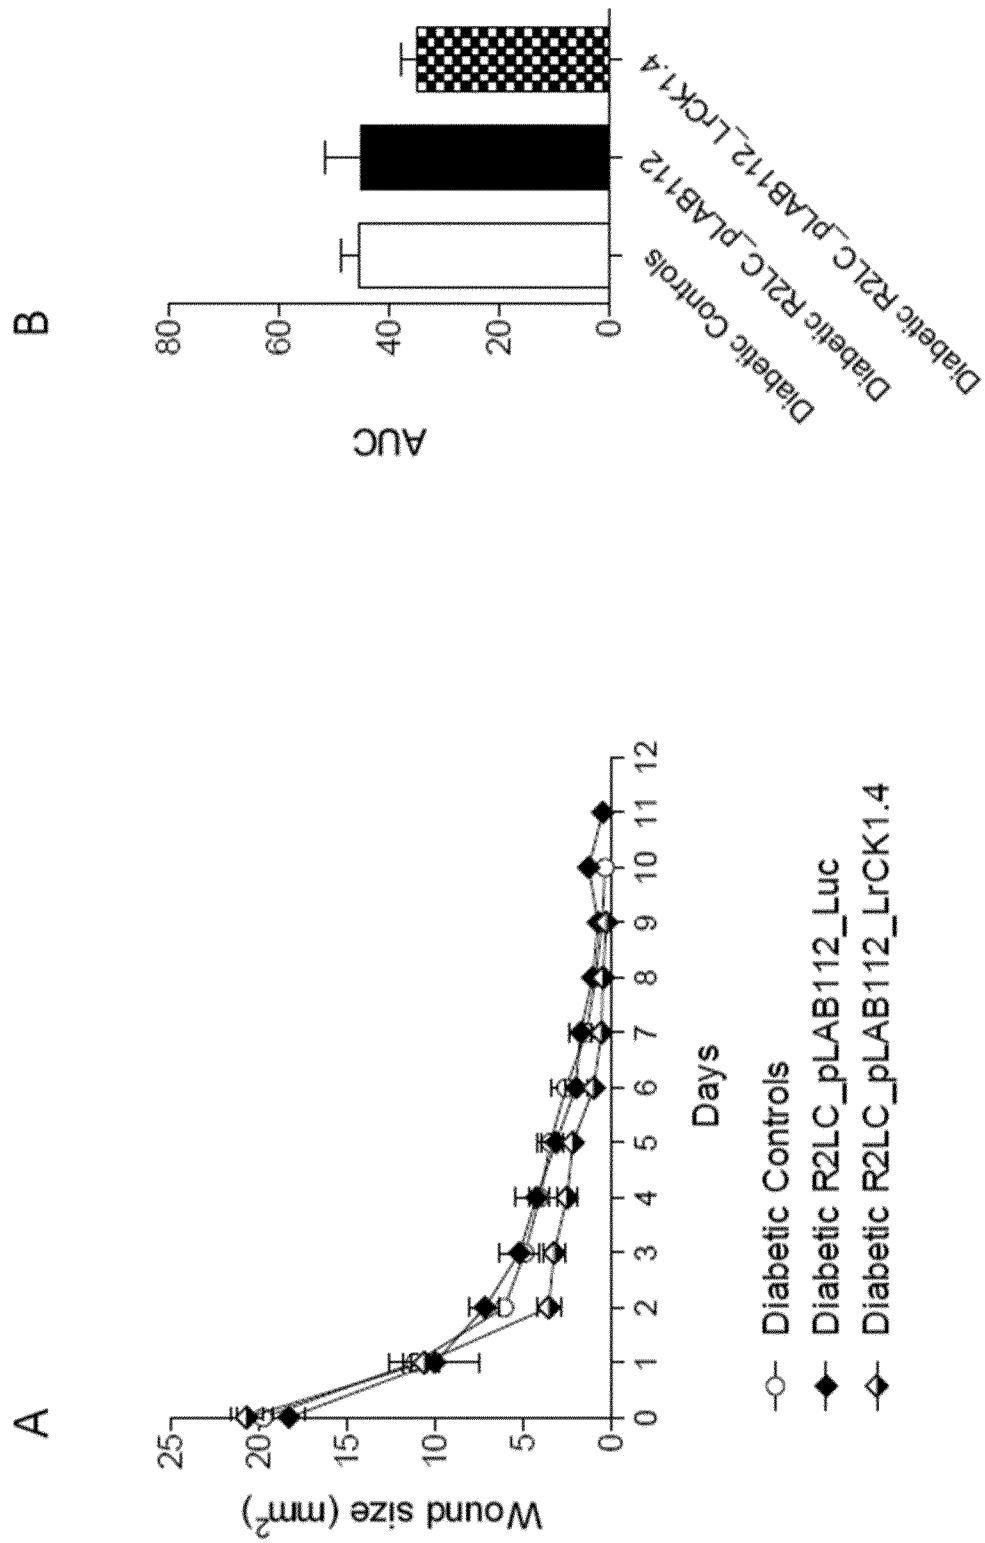 A
Wound size (mm²)
25
20
15
10
5
0
0 1 2 3 4 5 6 7 8 9 10 11 12
Days
Diabetic Controls
Diabetic R2LC_pLAB112_Luc
Diabetic R2LC_pLAB112_LrCK1.4
B
AUC
80
60
40
20
0
Diabetic Controls
Diabetic R2LC_pLAB112
Diabetic R2LC_pLAB112_LrCK1.4